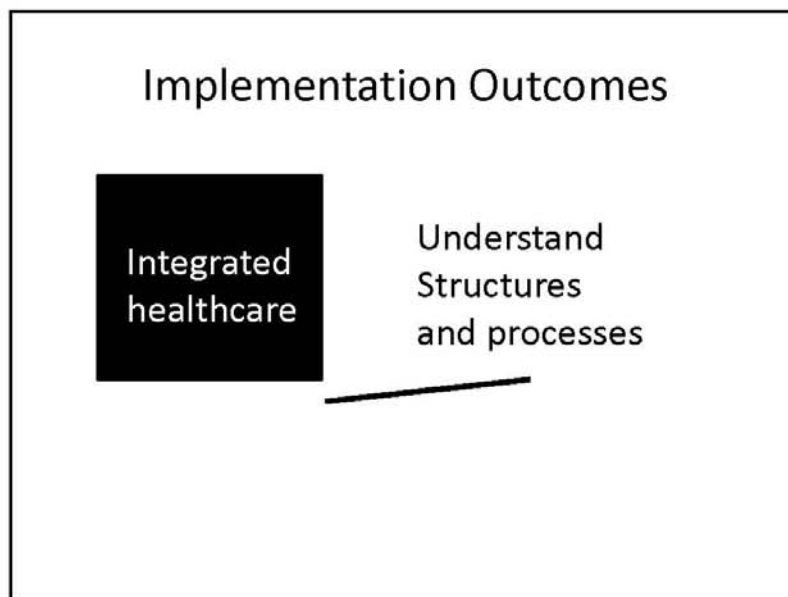 Implementation Outcomes
Integrated
healthcare
Understand
Structures
and processes